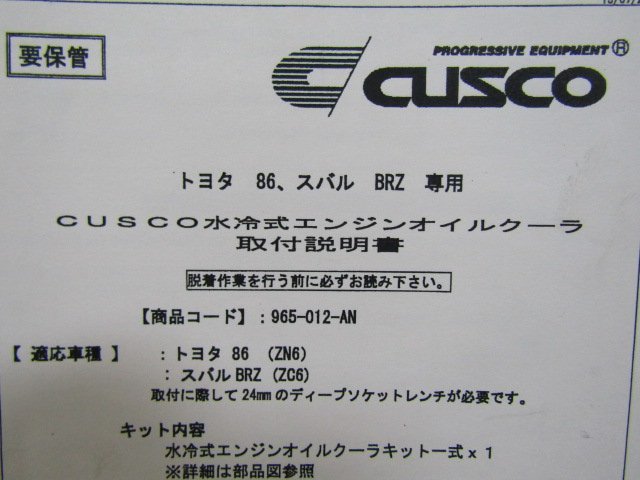 要保管
PROGRESSIVE EQUIPMENT®
CUSCO
トヨタ 86、スバル BRZ 専用
CUSCO水冷式エンジンオイルクーラ
取付説明書
脱着作業を行う前に必ずお読み下さい。
【商品コード】：965-012-AN
【 適応車種 】 ：トヨタ 86 （ZN6）
：スバル BRZ（ZC6）
取付に際して24mmのディープソケットレンチが必要です。
キット内容
水冷式エンジンオイルクーラキット一式 x 1
※詳細は部品図参照